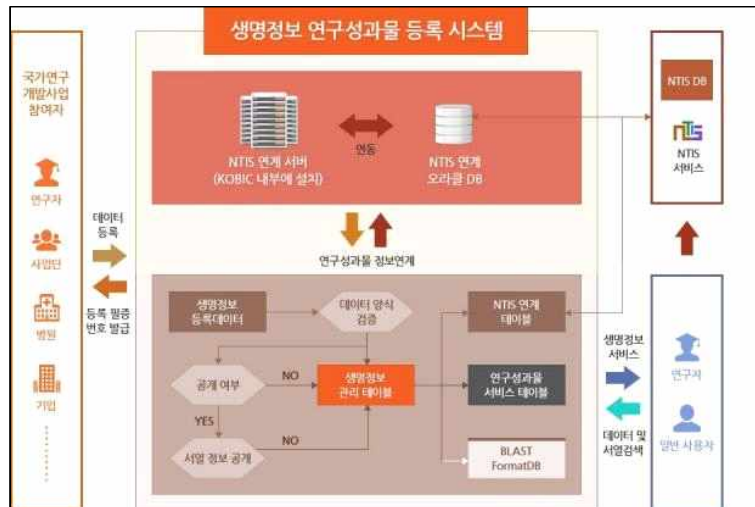 생명정보 연구성과물 등록 시스템
국가연구
개발사업
참여자
연구자
사업단
병원
기업
데이터
등록
등록 필증
번호 발급
NTIS 연계 서버
(KOBIC 내부에 설치)
연동
NTIS 연계
오라클 DB
연구성과물 정보연계
생명정보
등록데이터
데이터 양식
검증
NTIS 연계
테이블
공개 여부
NO
생명정보
관리 테이블
연구성과물
서비스 테이블
YES
서열 정보 공개
NO
BLAST
FormatDB
NTIS DB
NTIS
NTIS
서비스
생명정보
서비스
데이터 및
서열검색
연구자
일반 사용자